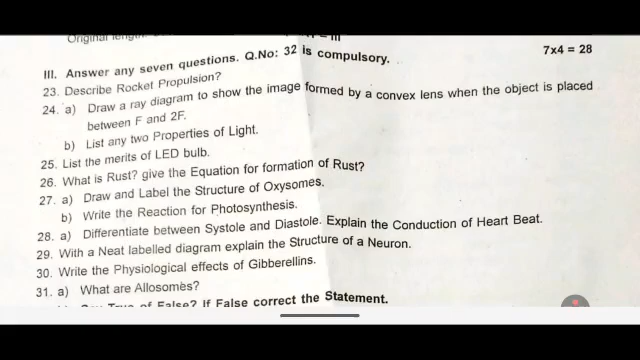 Original length
III. Answer any seven questions. Q.No: 32 is compulsory. 7x4 = 28
23. Describe Rocket Propulsion?
24. a) Draw a ray diagram to show the image formed by a convex lens when the object is placed
between F and 2F.
b) List any two Properties of Light.
25. List the merits of LED bulb.
26. What is Rust? give the Equation for formation of Rust?
27. a) Draw and Label the Structure of Oxysomes.
b) Write the Reaction for Photosynthesis.
28. a) Differentiate between Systole and Diastole. Explain the Conduction of Heart Beat.
29. With a Neat labelled diagram explain the Structure of a Neuron.
30. Write the Physiological effects of Gibberellins.
31. a) What are Allosomes?
True of False? If False correct the Statement.